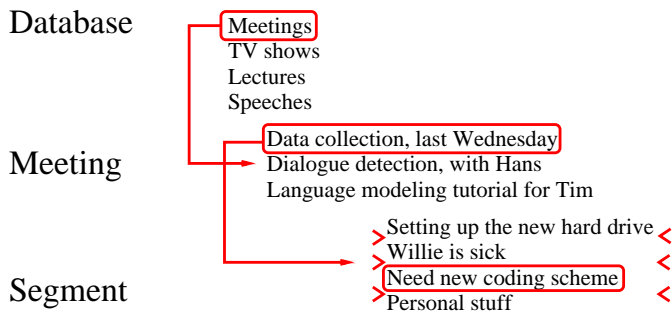 Database
Meetings
TV shows
Lectures
Speeches
Meeting
Data collection, last Wednesday
Dialogue detection, with Hans
Language modeling tutorial for Tim
Segment
Setting up the new hard drive
Willie is sick
Need new coding scheme
Personal stuff